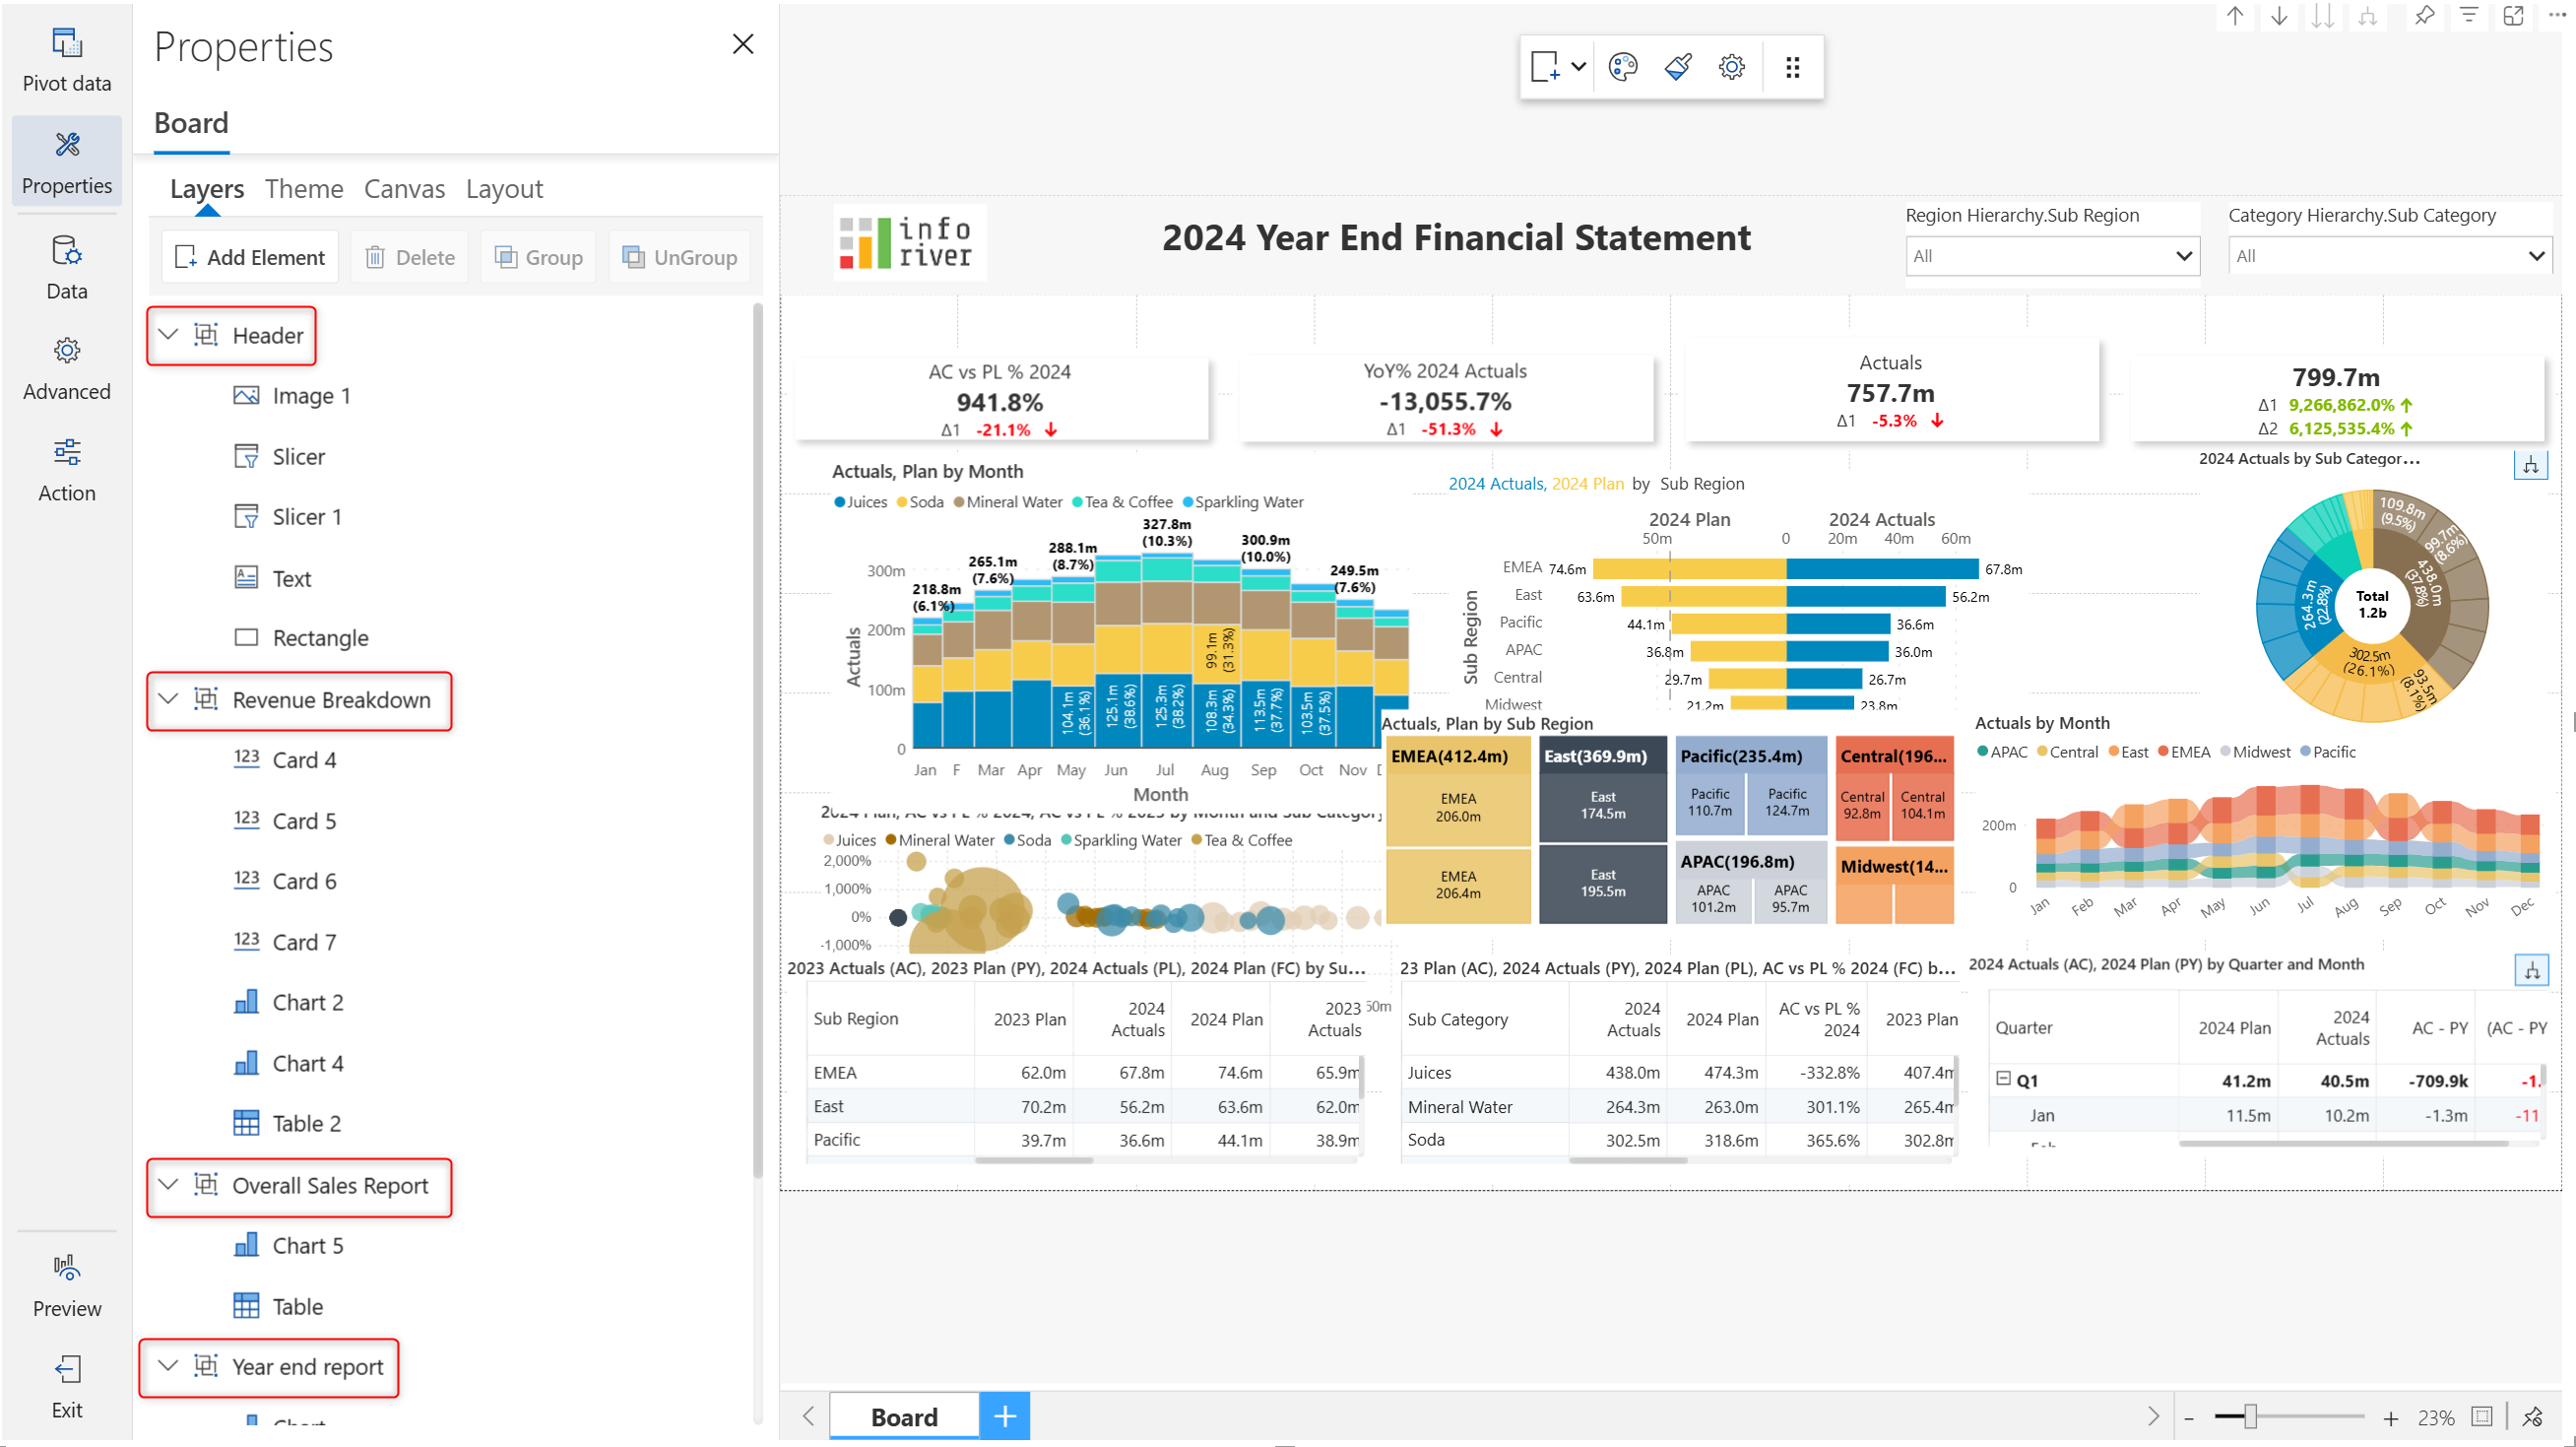 Pivot data
Properties
Data
Advanced
Action
Preview
Exit
Properties
Board
Layers Theme Canvas Layout
Add Element Delete Group UnGroup
Header
Image 1
Slicer
Slicer 1
Text
Rectangle
Revenue Breakdown
123 Card 4
123 Card 5
123 Card 6
123 Card 7
Chart 2
Chart 4
Table 2
Overall Sales Report
Chart 5
Table
Year end report
info
river
2024 Year End Financial Statement
Region Hierarchy.Sub Region
All
Category Hierarchy.Sub Category
All
AC vs PL % 2024
941.8%
Δ1 -21.1%
YoY% 2024 Actuals
-13,055.7%
Δ1 -51.3%
Actuals
757.7m
Δ1 -5.3%
799.7m
Δ1 9,266,862.0%
Δ2 6,125,535.4%
Actuals, Plan by Month
Juices Soda Mineral Water Tea & Coffee Sparkling Water
Actuals
300m
200m
100m
0
218.8m
(6.1%)
265.1m
(7.6%)
288.1m
(8.7%)
327.8m
(10.3%)
300.9m
(10.0%)
249.5m
(7.6%)
99.1m
(31.3%)
104.1m
(36.1%)
125.1m
(38.6%)
125.3m
(38.2%)
108.3m
(34.3%)
113.5m
(37.7%)
103.5m
(37.5%)
Jan F Mar Apr May Jun Jul Aug Sep Oct Nov
Month
2024 Actuals, 2024 Plan by Sub Region
2024 Plan 2024 Actuals
50m 0 20m 40m 60m
Sub Region
EMEA 74.6m 67.8m
East 63.6m 56.2m
Pacific 44.1m 36.6m
APAC 36.8m 36.0m
Central 29.7m 26.7m
Midwest 21.2m 23.8m
2024 Actuals by Sub Categor...
109.8m
(9.5%)
99.7m
(8.6%)
438.0m
(37.8%)
264.3m
(22.8%)
302.5m
(26.1%)
93.5m
(8.1%)
Total
1.2b
2024 Plan, AC vs PL % 2024, AC vs PL % 2023 by Month and Sub Category
Juices Mineral Water Soda Sparkling Water Tea & Coffee
2,000%
1,000%
0%
-1,000%
Actuals, Plan by Sub Region
EMEA(412.4m)
EMEA
206.0m
EMEA
206.4m
East(369.9m)
East
174.5m
East
195.5m
Pacific(235.4m)
Pacific
110.7m
Pacific
124.7m
APAC(196.8m)
APAC
101.2m
APAC
95.7m
Central(196...
Central
92.8m
Central
104.1m
Midwest(14...
Actuals by Month
APAC Central East EMEA Midwest Pacific
200m
0
Jan Feb Mar Apr May Jun Jul Aug Sep Oct Nov Dec
2023 Actuals (AC), 2023 Plan (PY), 2024 Actuals (PL), 2024 Plan (FC) by Su...
Sub Region 2023 Plan 2024 Actuals 2024 Plan 2023 Actuals
EMEA 62.0m 67.8m 74.6m 65.9m
East 70.2m 56.2m 63.6m 62.0m
Pacific 39.7m 36.6m 44.1m 38.9m
50m
23 Plan (AC), 2024 Actuals (PY), 2024 Plan (PL), AC vs PL % 2024 (FC) b...
Sub Category 2024 Actuals 2024 Plan AC vs PL % 2024 2023 Plan
Juices 438.0m 474.3m -332.8% 407.4m
Mineral Water 264.3m 263.0m 301.1% 265.4m
Soda 302.5m 318.6m 365.6% 302.8m
2024 Actuals (AC), 2024 Plan (PY) by Quarter and Month
Quarter 2024 Plan 2024 Actuals AC - PY (AC - PY
Q1 41.2m 40.5m -709.9k -1.
Jan 11.5m 10.2m -1.3m -11
Board
23%